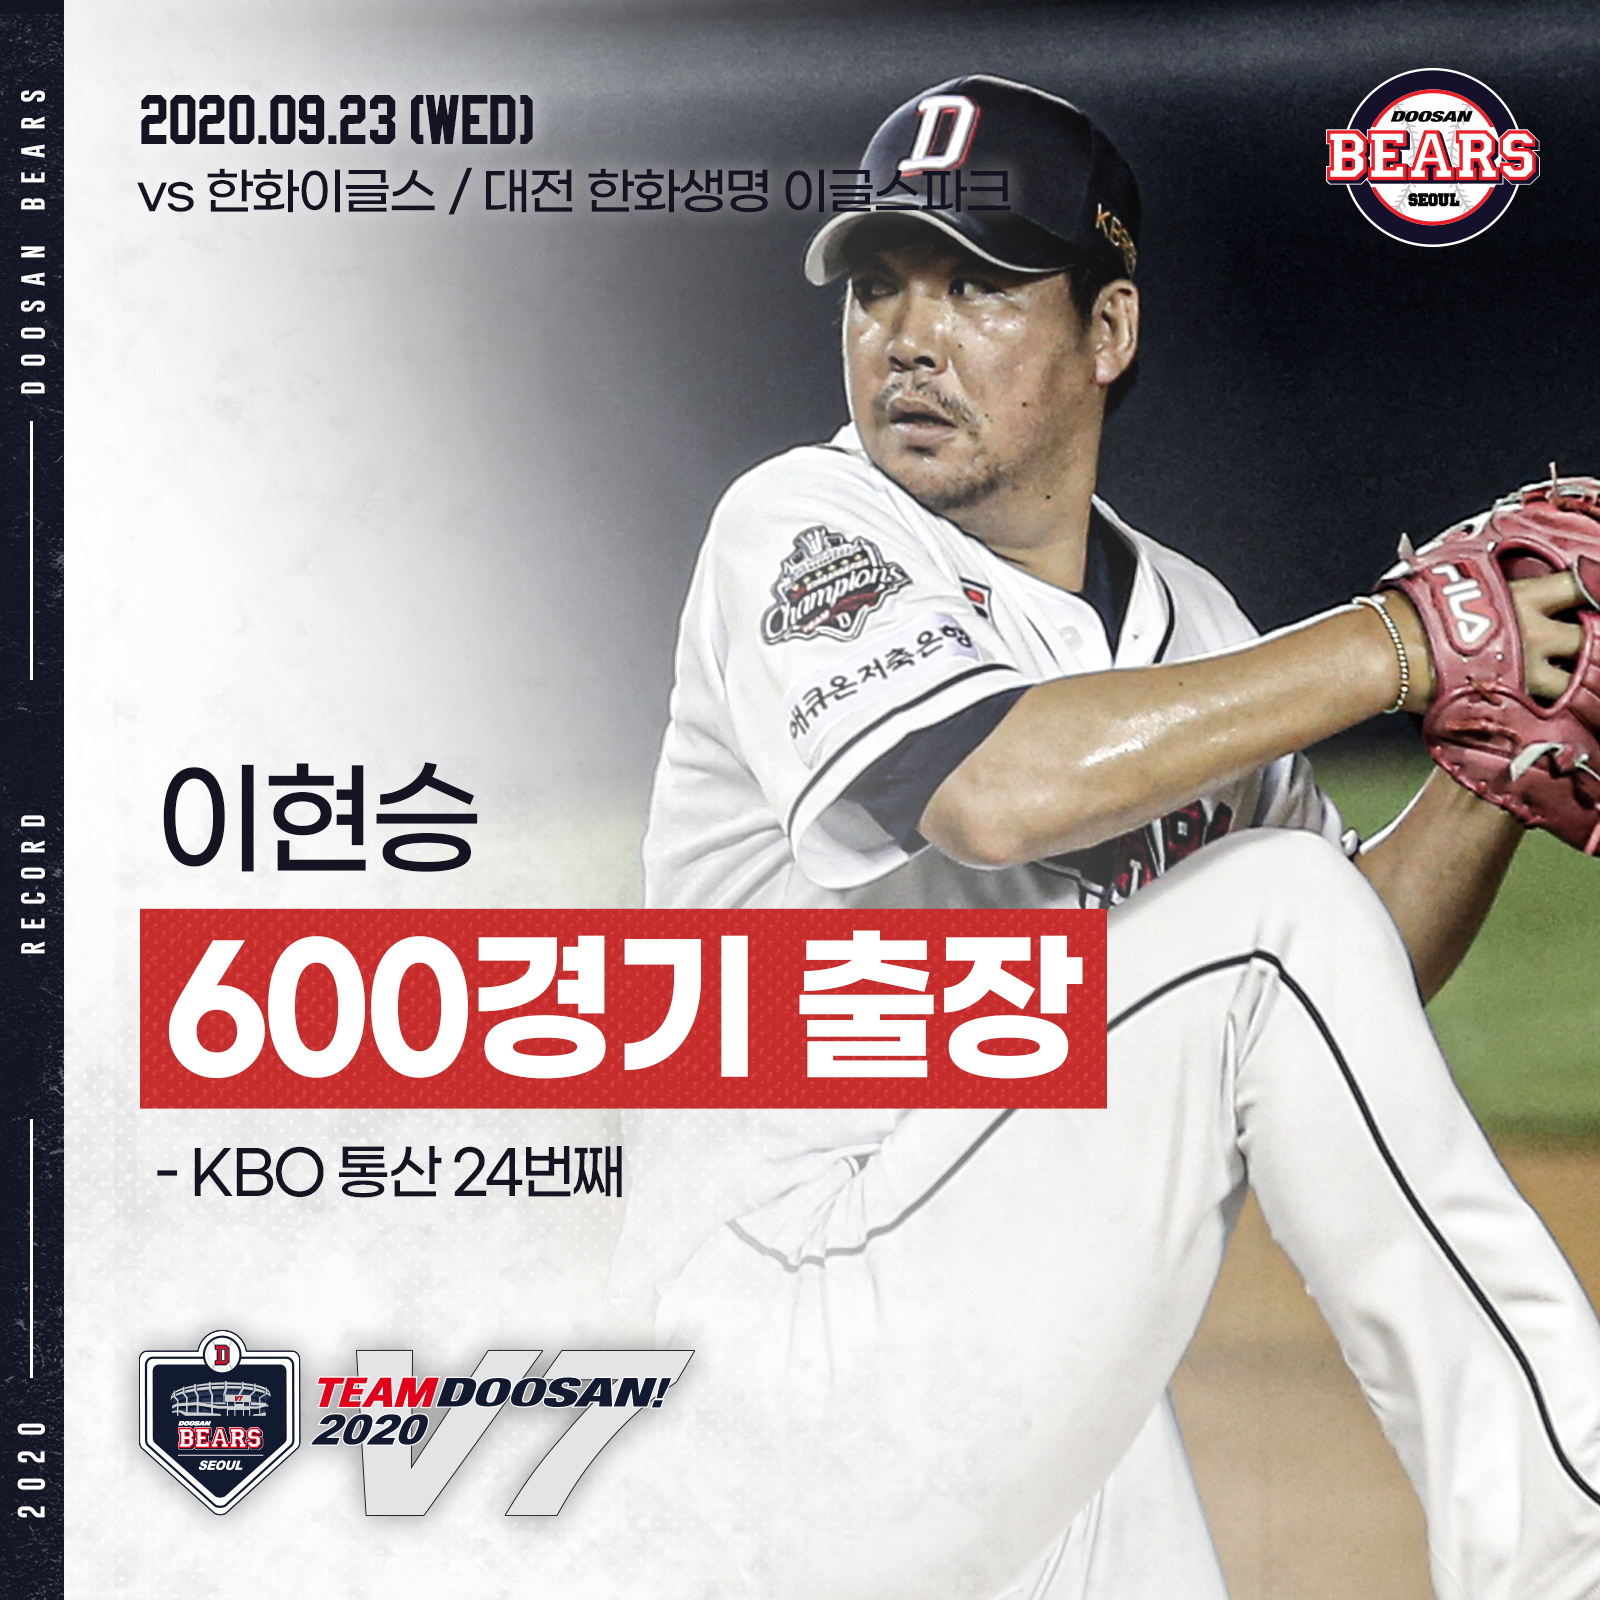 2020.09.23 (WED)
vs 한화이글스 / 대전 한화생명 이글스파크
DOOSAN
BEARS
SEOUL
D
Champions
애큐온저축은행
FILA
이현승
600경기 출장
- KBO 통산 24번째
D
V7
DOOSAN
BEARS
SEOUL
TEAMDOOSAN!
2020
V7
DOOSAN BEARS
RECORD
2020